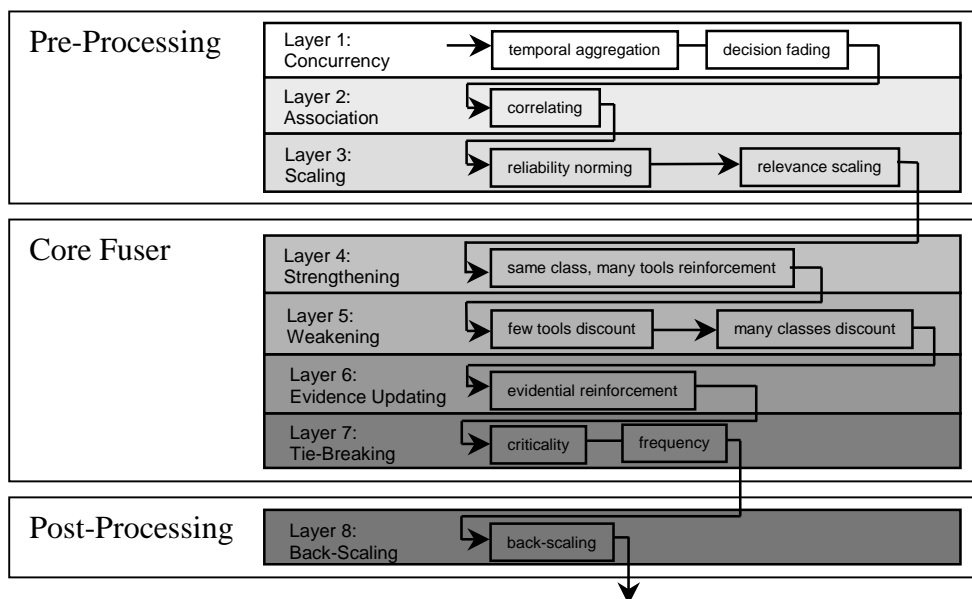 Pre-Processing
Layer 1:
Concurrency
temporal aggregation
decision fading
Layer 2:
Association
correlating
Layer 3:
Scaling
reliability norming
relevance scaling
Core Fuser
Layer 4:
Strengthening
same class, many tools reinforcement
Layer 5:
Weakening
few tools discount
many classes discount
Layer 6:
Evidence Updating
evidential reinforcement
Layer 7:
Tie-Breaking
criticality
frequency
Post-Processing
Layer 8:
Back-Scaling
back-scaling